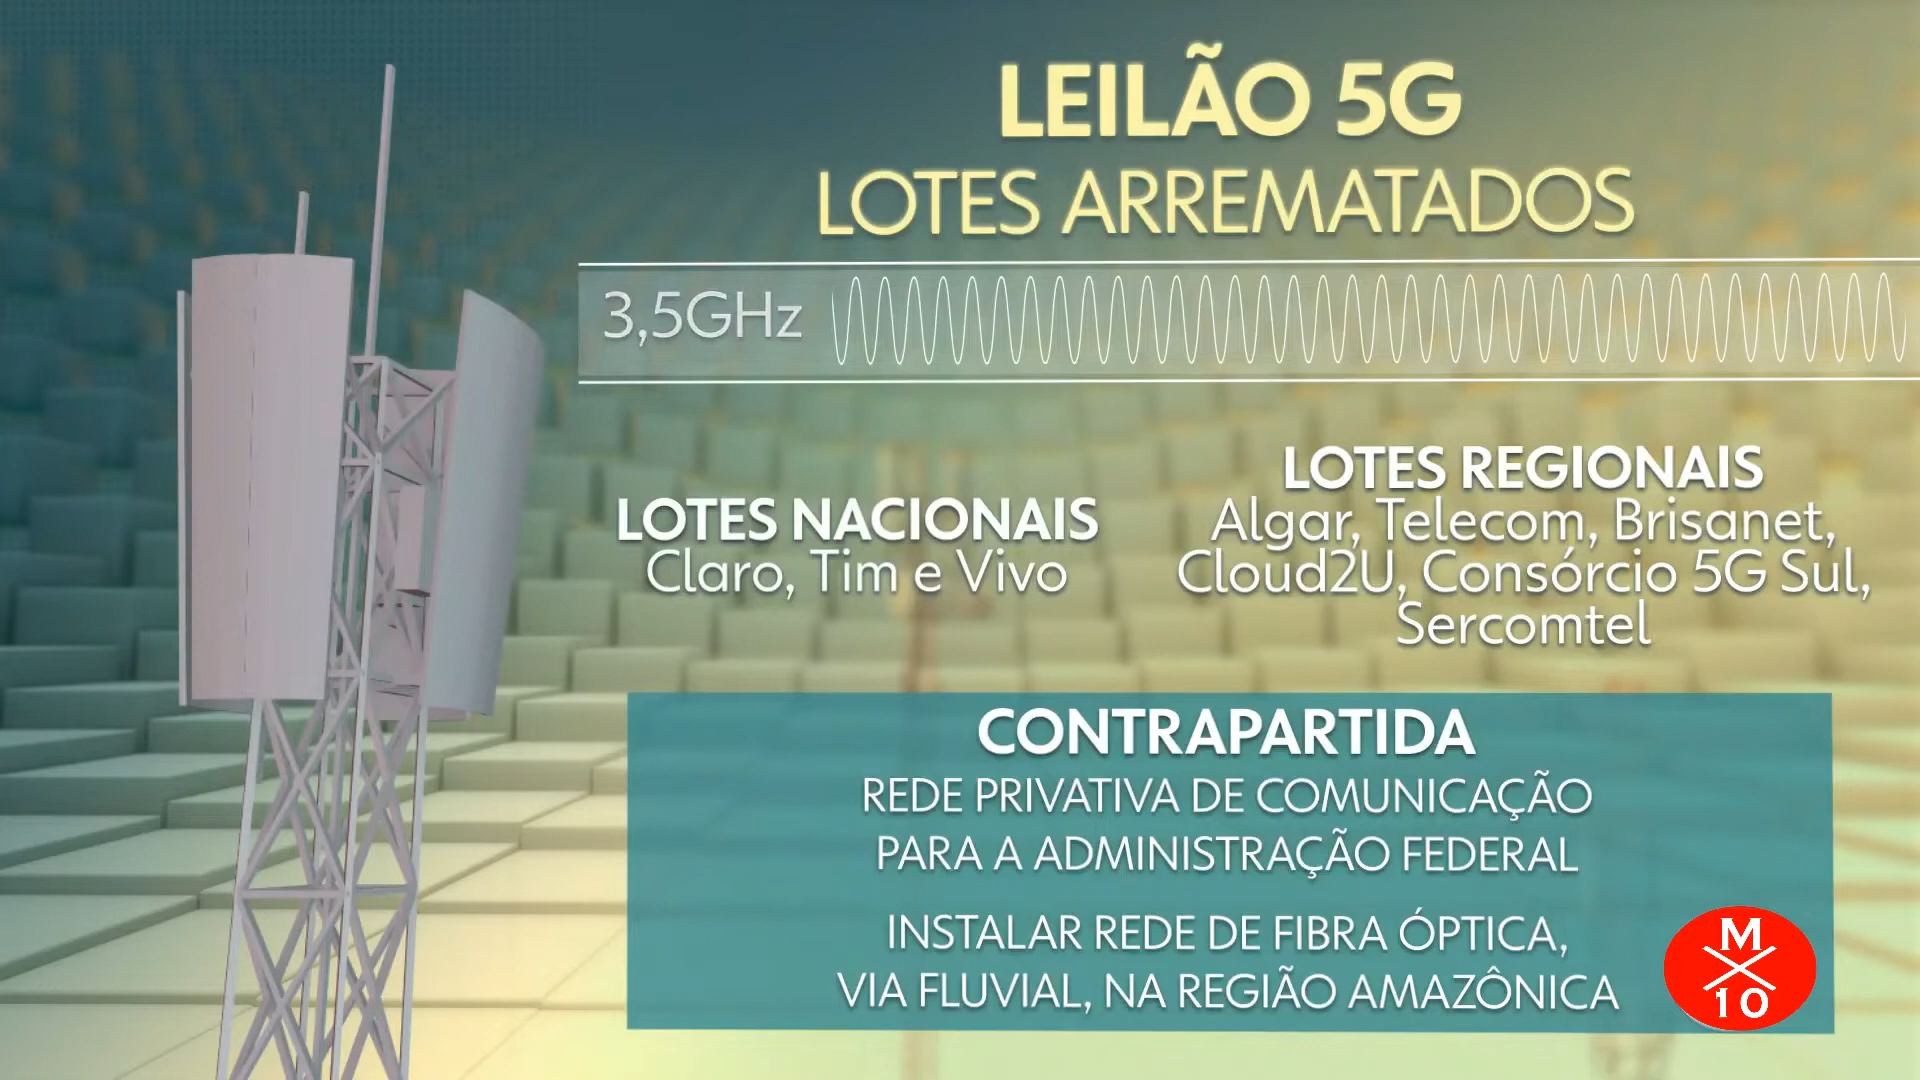 LEILÃO 5G
LOTES ARREMATADOS
3,5GHz
LOTES NACIONAIS
Claro, Tim e Vivo
LOTES REGIONAIS
Algar, Telecom, Brisanet,
Cloud2U, Consórcio 5G Sul,
Sercomtel
CONTRAPARTIDA
REDE PRIVATIVA DE COMUNICAÇÃO
PARA A ADMINISTRAÇÃO FEDERAL
INSTALAR REDE DE FIBRA ÓPTICA,
VIA FLUVIAL, NA REGIÃO AMAZÔNICA
M
10